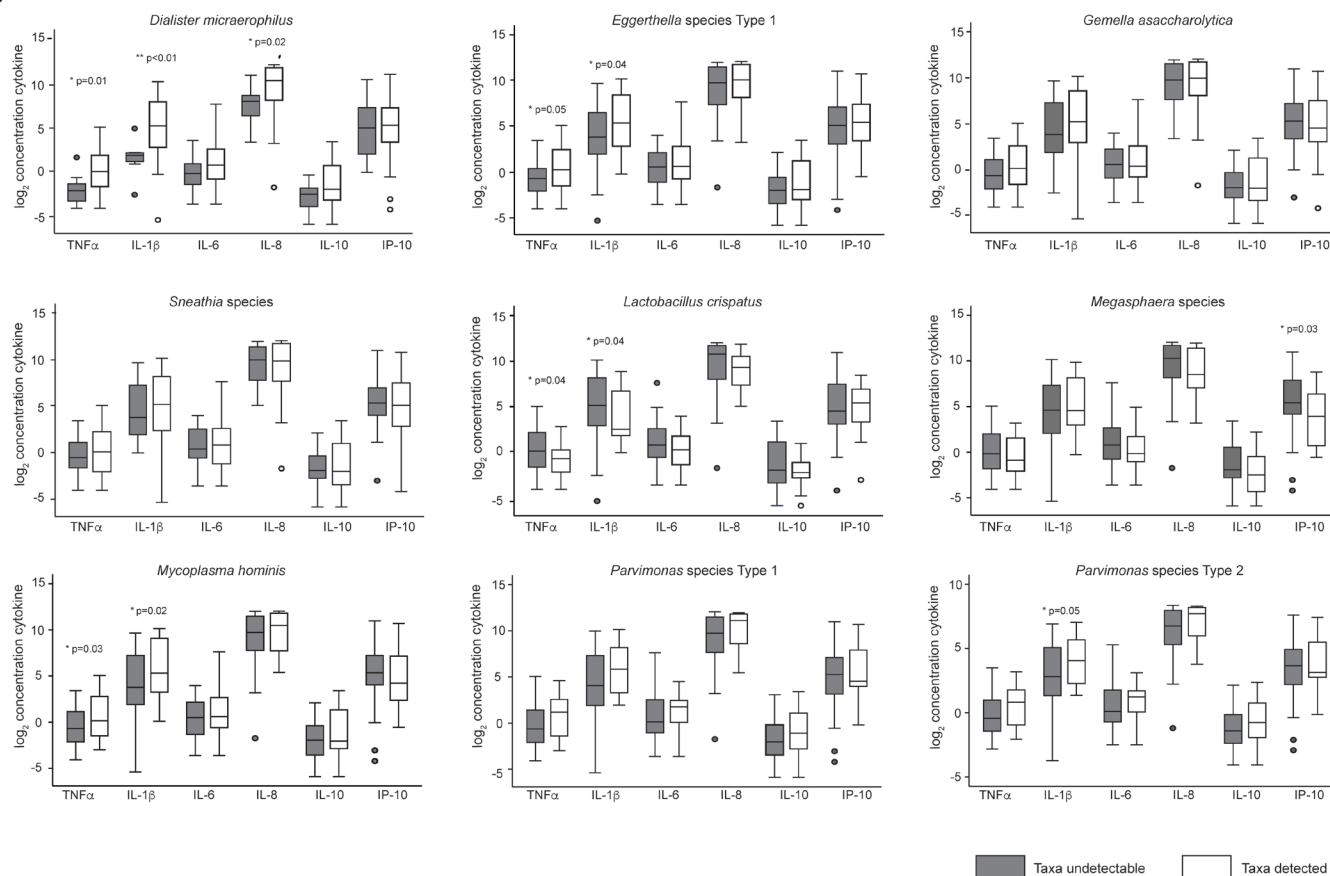 Dialister micraerophilus
log2 concentration cytokine
15
10
5
0
-5
* p=0.01
** p<0.01
* p=0.02
TNFα IL-1β IL-6 IL-8 IL-10 IP-10
Eggerthella species Type 1
log2 concentration cytokine
15
10
5
0
-5
* p=0.05
* p=0.04
TNFα IL-1β IL-6 IL-8 IL-10 IP-10
Gemella asaccharolytica
log2 concentration cytokine
15
10
5
0
-5
TNFα IL-1β IL-6 IL-8 IL-10 IP-10
Sneathia species
log2 concentration cytokine
15
10
5
0
-5
TNFα IL-1β IL-6 IL-8 IL-10 IP-10
Lactobacillus crispatus
log2 concentration cytokine
15
10
5
0
-5
* p=0.04
* p=0.04
TNFα IL-1β IL-6 IL-8 IL-10 IP-10
Megasphaera species
log2 concentration cytokine
15
10
5
0
-5
* p=0.03
TNFα IL-1β IL-6 IL-8 IL-10 IP-10
Mycoplasma hominis
log2 concentration cytokine
15
10
5
0
-5
* p=0.03
* p=0.02
TNFα IL-1β IL-6 IL-8 IL-10 IP-10
Parvimonas species Type 1
log2 concentration cytokine
15
10
5
0
-5
TNFα IL-1β IL-6 IL-8 IL-10 IP-10
Parvimonas species Type 2
log2 concentration cytokine
10
5
0
-5
* p=0.05
TNFα IL-1β IL-6 IL-8 IL-10 IP-10
Taxa undetectable
Taxa detected